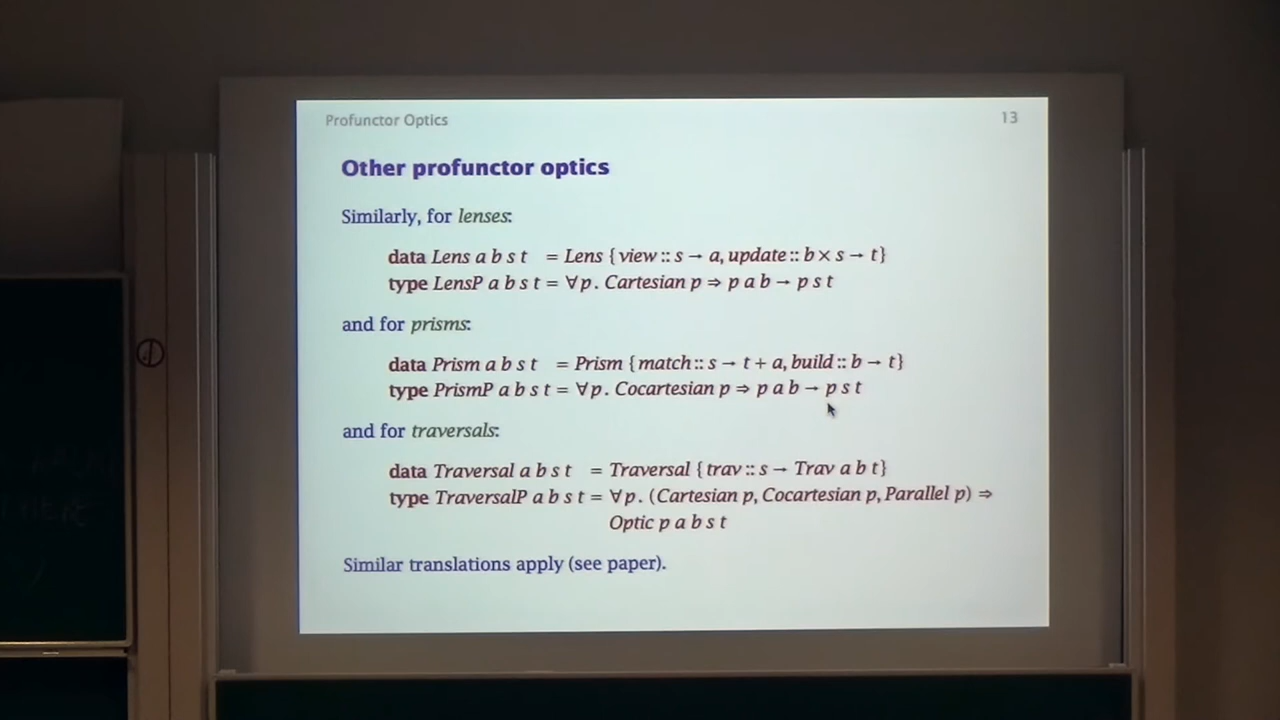 Profunctor Optics 13
Other profunctor optics
Similarly, for lenses:
data Lens a b s t = Lens {view :: s → a, update :: b × s → t}
type LensP a b s t = ∀p. Cartesian p ⇒ p a b → p s t
and for prisms:
data Prism a b s t = Prism {match :: s → t + a, build :: b → t}
type PrismP a b s t = ∀p. Cocartesian p ⇒ p a b → p s t
and for traversals:
data Traversal a b s t = Traversal {trav :: s → Trav a b t}
type TraversalP a b s t = ∀p. (Cartesian p, Cocartesian p, Parallel p) ⇒
Optic p a b s t
Similar translations apply (see paper).